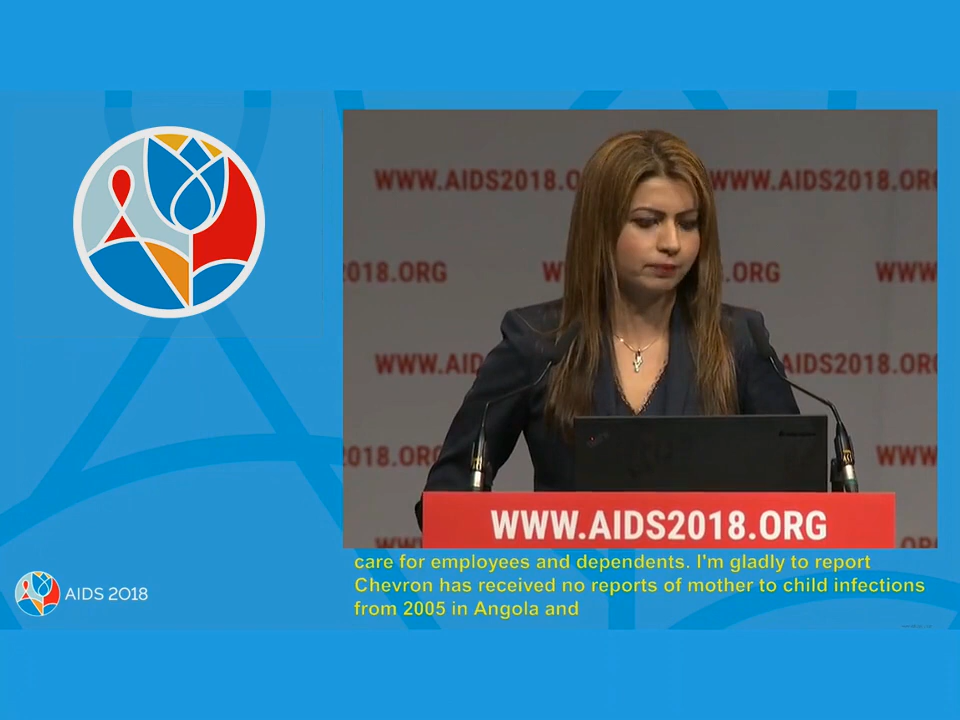 WWW.AIDS2018.O
WWW.AIDS2018.ORG
2018.ORG
W
.ORG
WWW
WWW.AID
AIDS2018.ORG
2018.ORG
WWW
WWW.AIDS2018.ORG
care for employees and dependents. I'm gladly to report
Chevron has received no reports of mother to child infections
from 2005 in Angola and
AIDS 2018